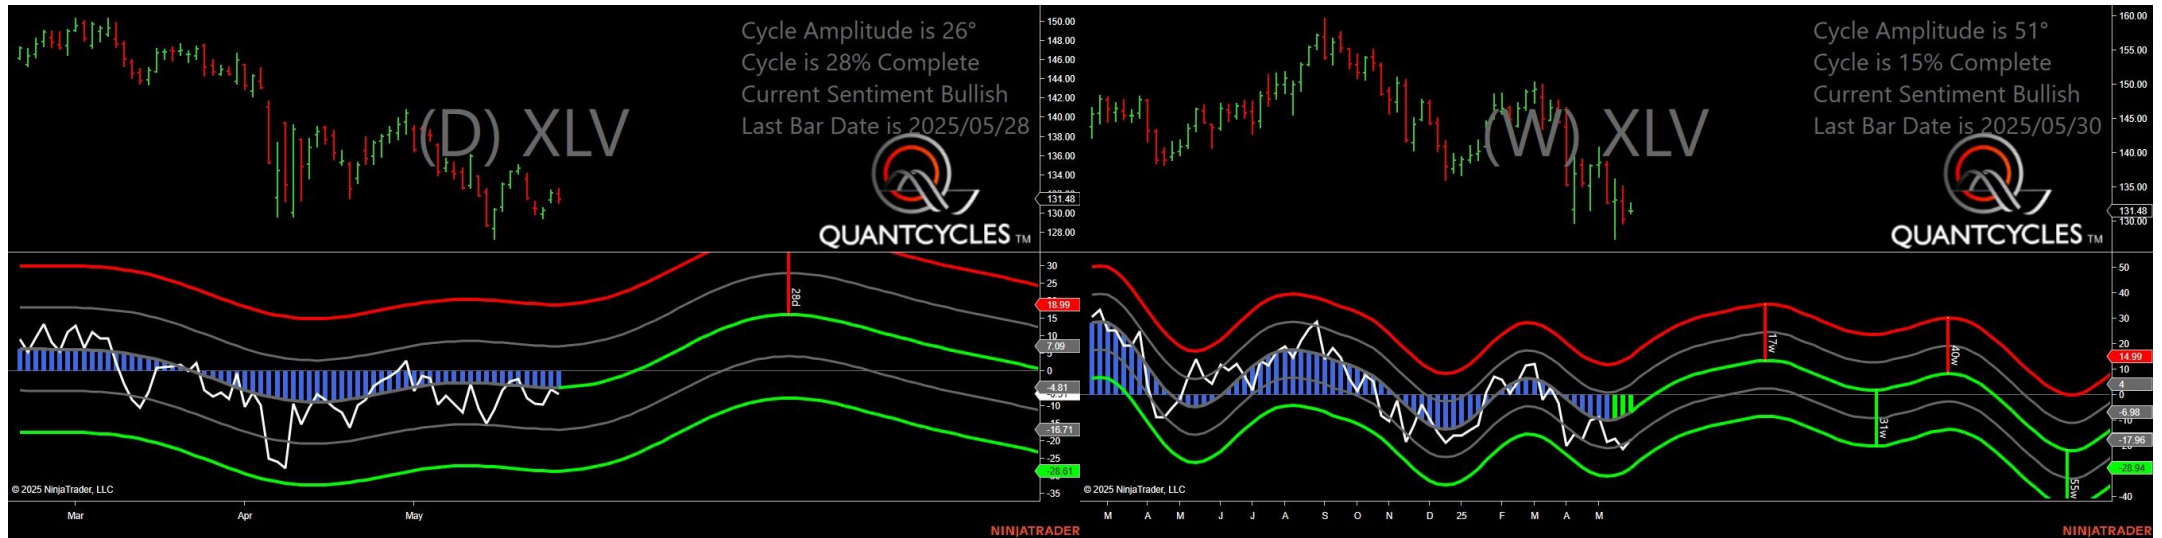 Cycle Amplitude is 26°
Cycle is 28% Complete
Current Sentiment Bullish
Last Bar Date is 2025/05/28
(D) XLV
QUANTCYCLES TM
150.00
148.00
146.00
144.00
142.00
140.00
138.00
136.00
134.00
131.48
130.00
128.00
28d
30
25
18.99
15
10
7.09
0
-4.81
-10
-16.71
-20
-25
-28.61
-35
© 2025 NinjaTrader, LLC
Mar Apr May
NINJATRADER
Cycle Amplitude is 51°
Cycle is 15% Complete
Current Sentiment Bullish
Last Bar Date is 2025/05/30
(W) XLV
QUANTCYCLES TM
160.00
155.00
150.00
145.00
140.00
135.00
131.48
130.00
17w
31w
40w
55w
50
40
30
20
14.99
10
4
0
-6.98
-10
-17.96
-28.94
-40
© 2025 NinjaTrader, LLC
M A M J J A S O N D 25 F M A M
NINJATRADER